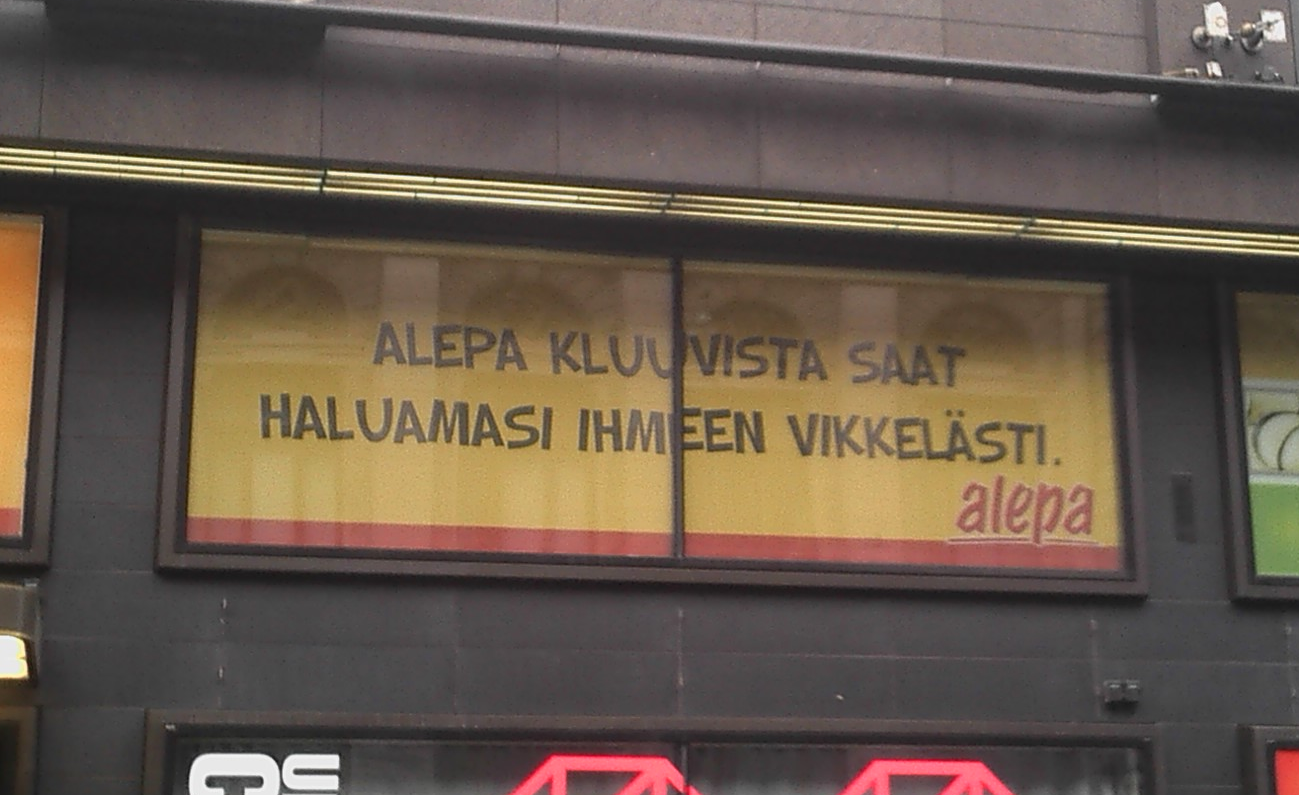 ALEPA KLUUVISTA SAAT
HALUAMASI IHMEEN VIKKELÄSTI.
alepa